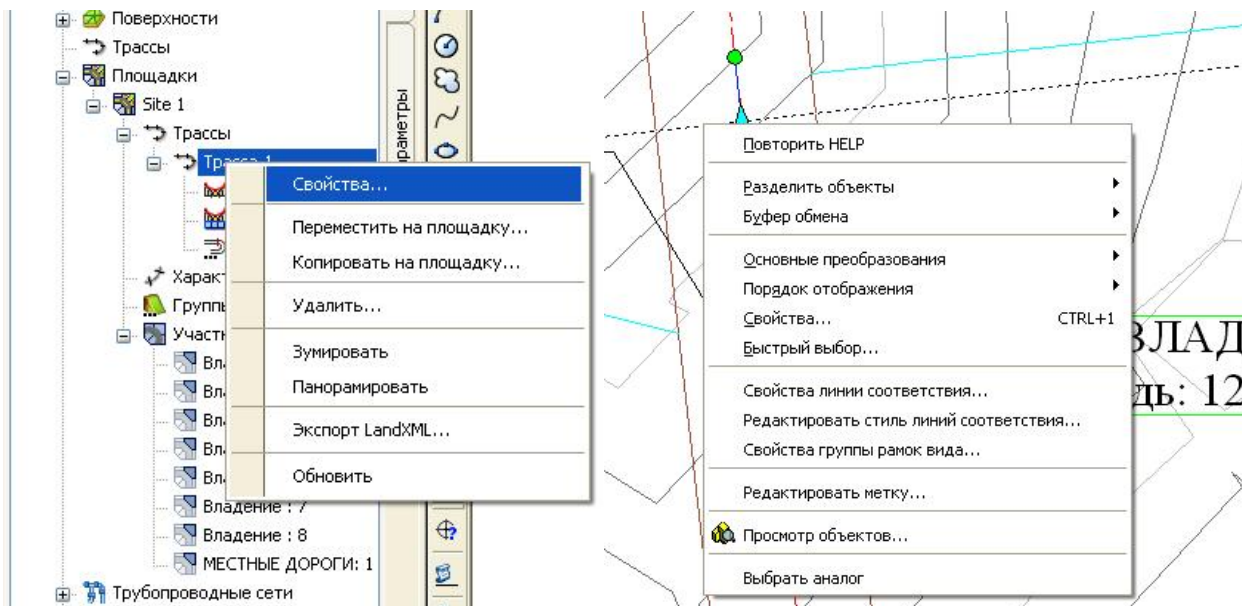 Поверхности
Трассы
Площадки
Site 1
Трассы
Трасса 1
Свойства...
Переместить на площадку...
Копировать на площадку...
Удалить...
Зумировать
Панорамировать
Экспорт LandXML...
Обновить
Владение : 7
Владение : 8
МЕСТНЫЕ ДОРОГИ: 1
Трубопроводные сети
Повторить HELP
Разделить объекты
Буфер обмена
Основные преобразования
Порядок отображения
Свойства... CTRL+1
Быстрый выбор...
Свойства линии соответствия...
Редактировать стиль линий соответствия...
Свойства группы рамок вида...
Редактировать метку...
Просмотр объектов...
Выбрать аналог